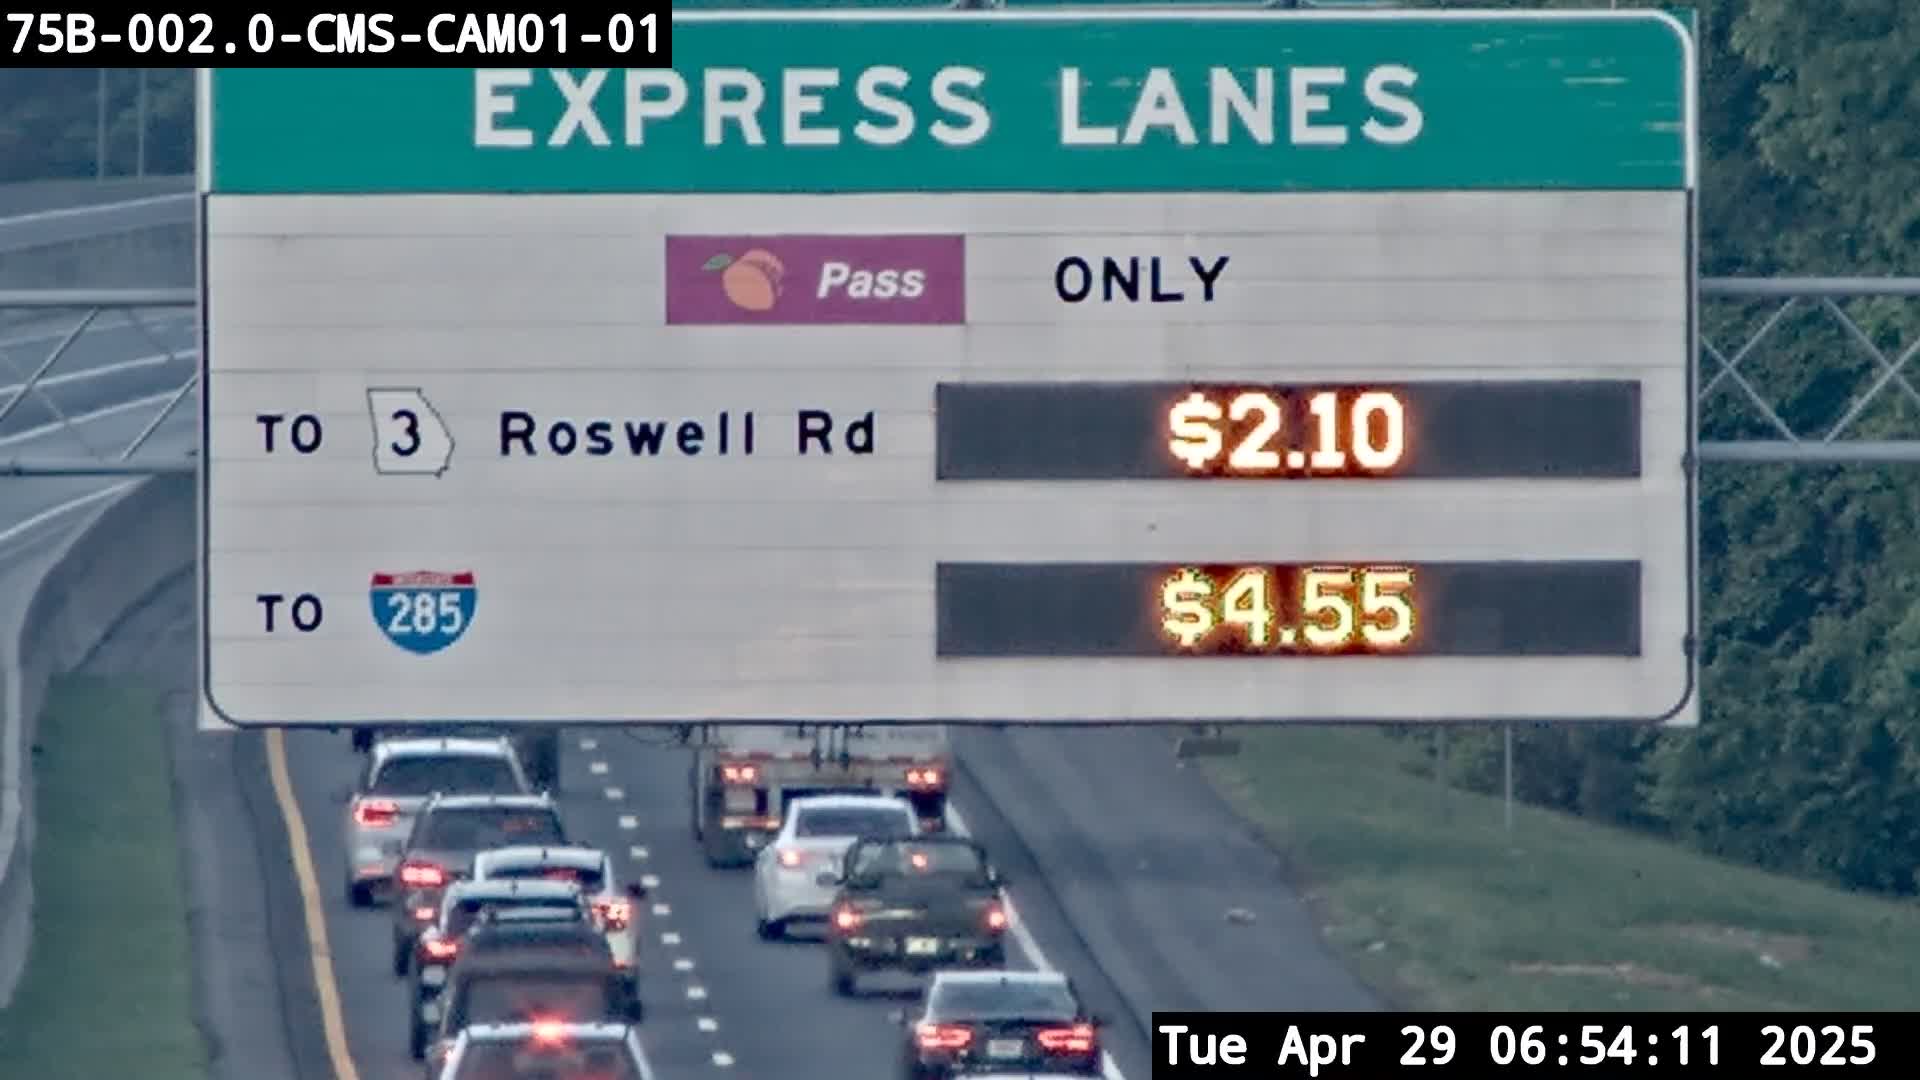 75B-002.0-CMS-CAM01-01
EXPRESS LANES
Pass ONLY
TO 3 Roswell Rd $2.10
TO 285 $4.55
Tue Apr 29 06:54:11 2025